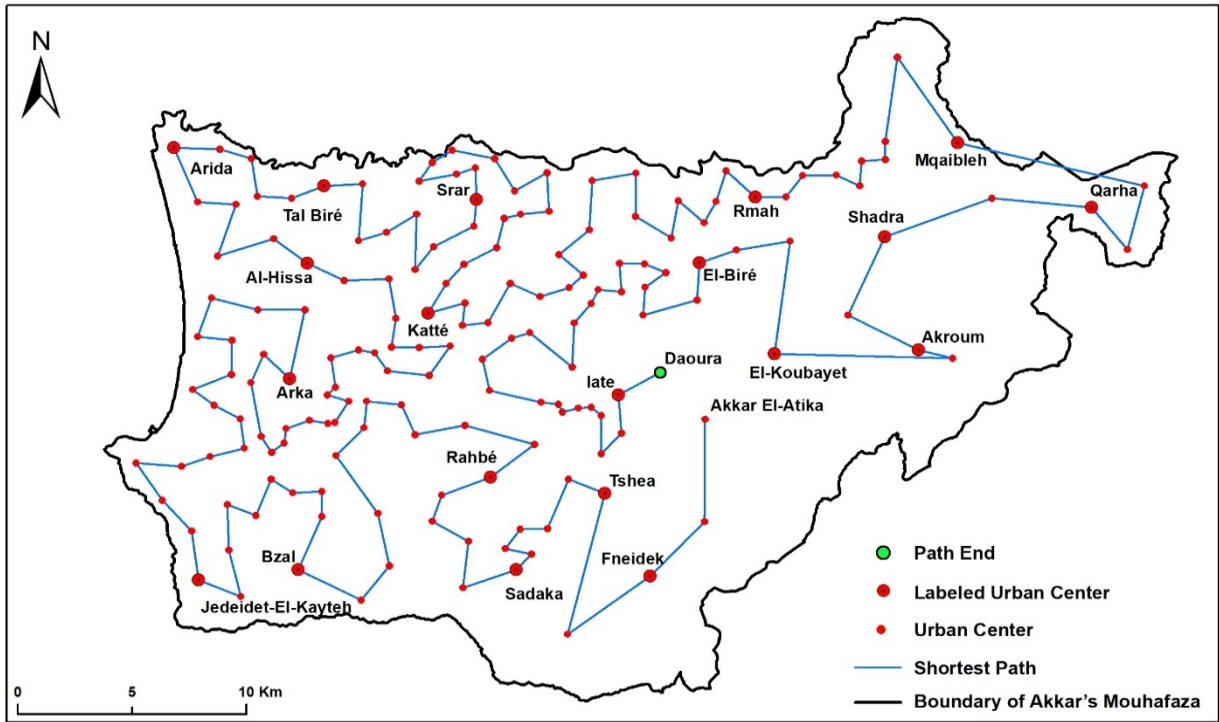 N
Arida
Srar
Mqaibleh
Qarha
Tal Biré
Rmah
Shadra
Al-Hissa
El-Biré
Katté
Akroum
Daoura
El-Koubayet
Arka
Iate
Akkar El-Atika
Rahbé
Tshea
Bzal
Fneidek
Sadaka
Jedeidet-El-Kayteh
Path End
Labeled Urban Center
Urban Center
Shortest Path
Boundary of Akkar's Mouhafaza
0 5 10 Km